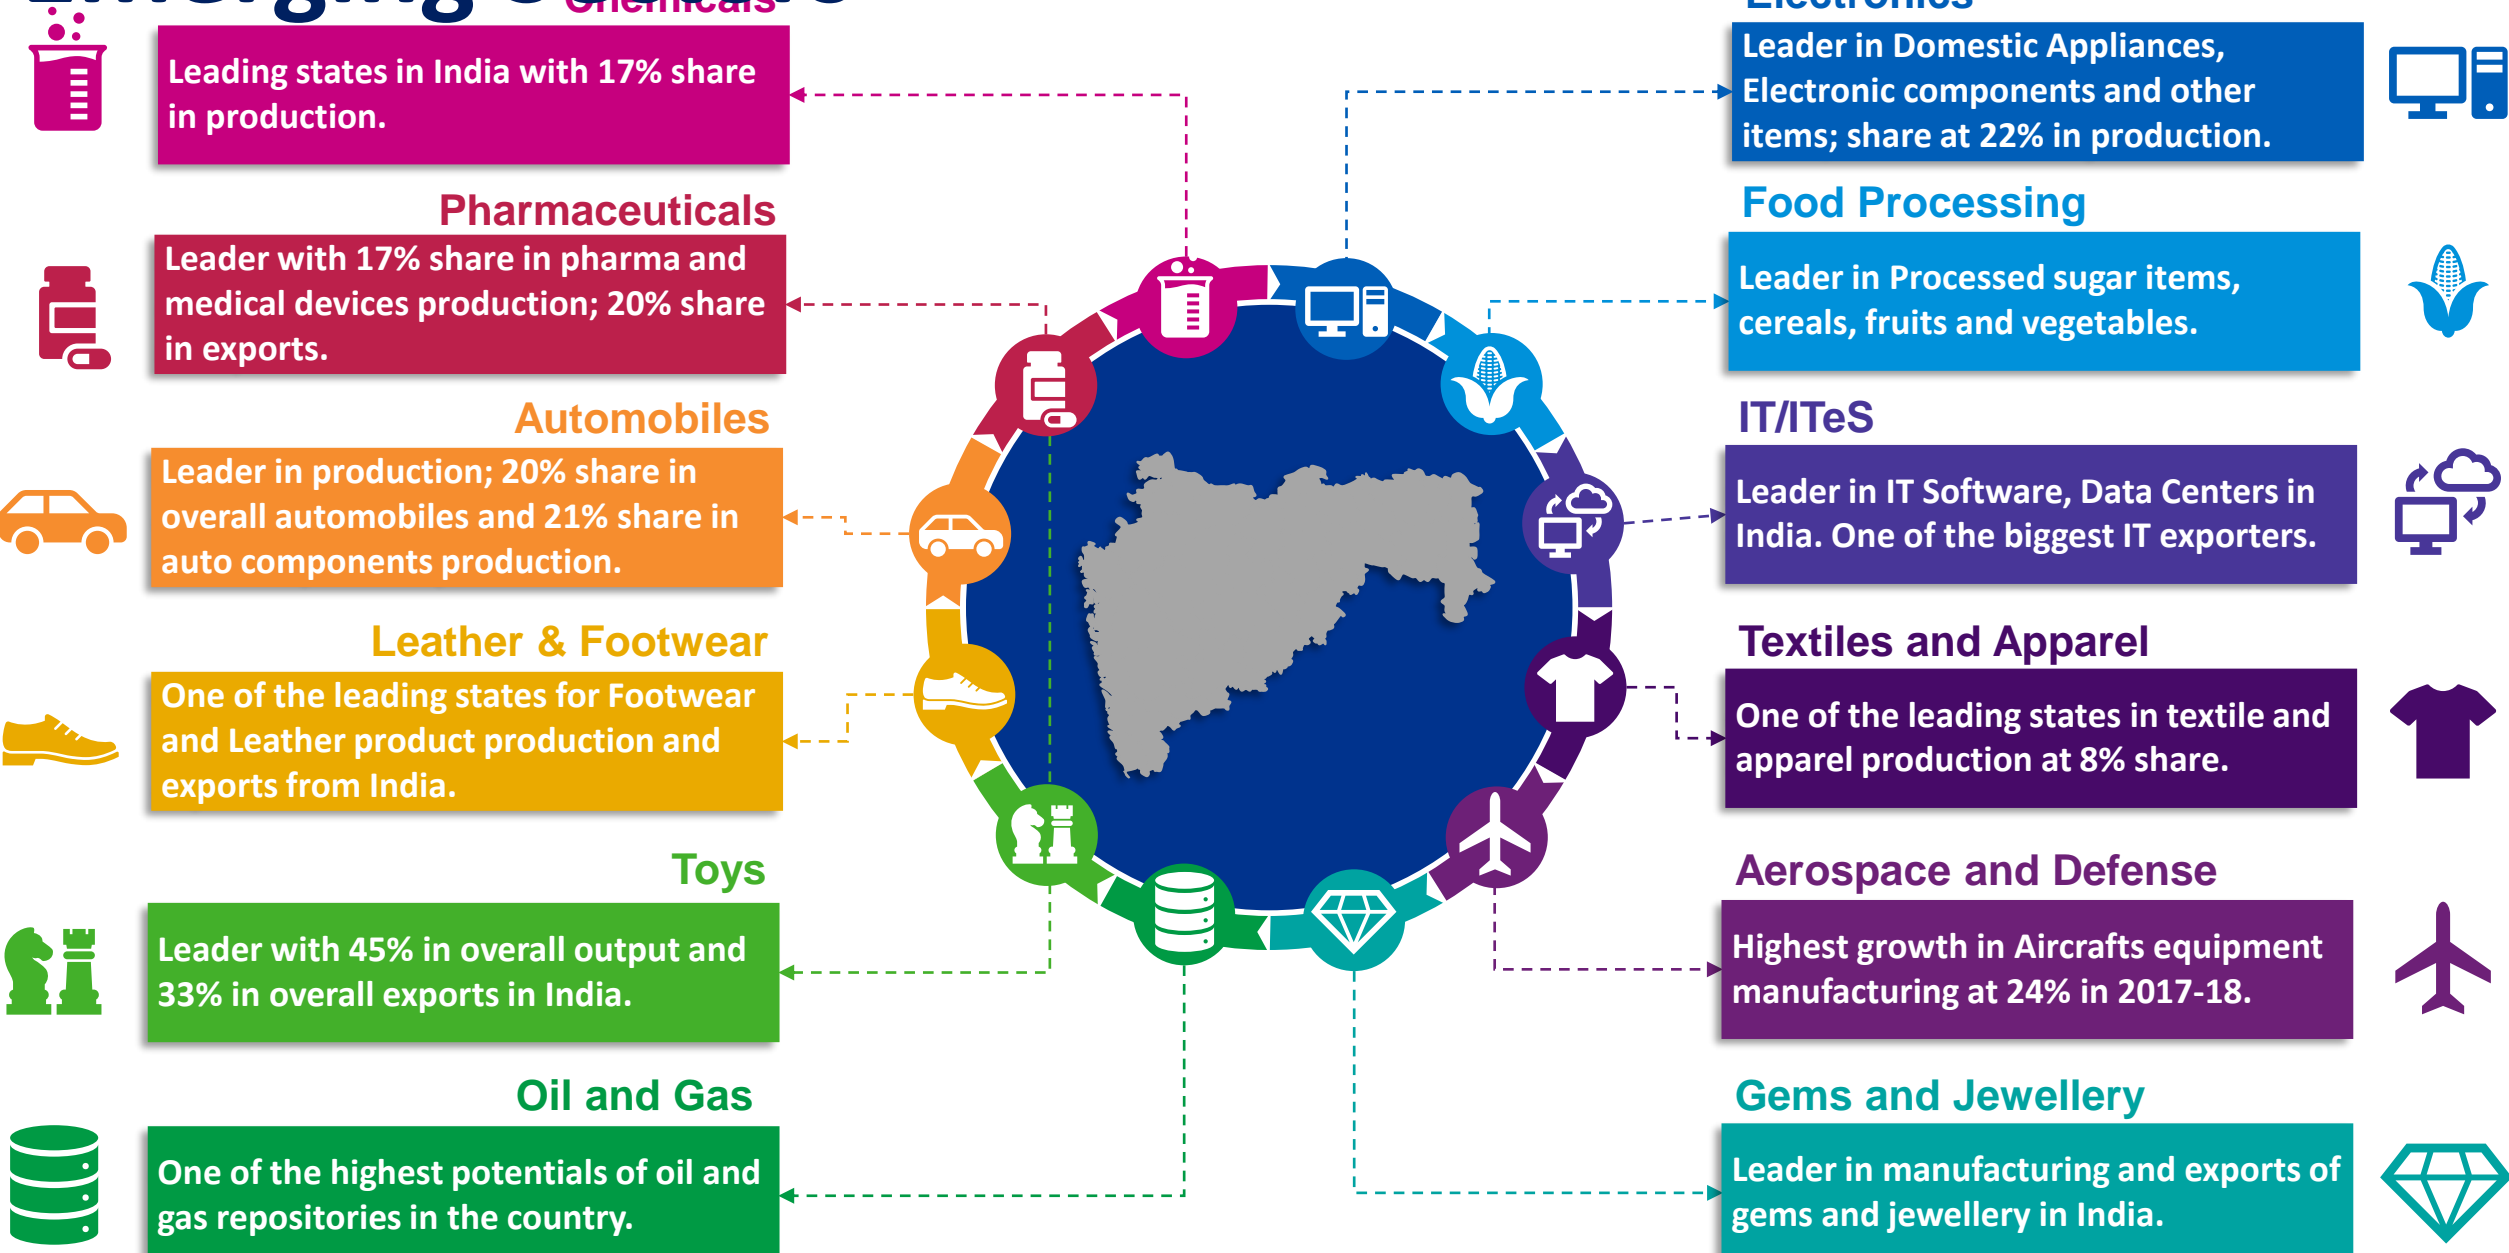 Emerging Sectors
Chemicals
Leading states in India with 17% share
in production.
Pharmaceuticals
Leader with 17% share in pharma and
medical devices production; 20% share
in exports.
Automobiles
Leader in production; 20% share in
overall automobiles and 21% share in
auto components production.
Leather & Footwear
One of the leading states for Footwear
and Leather product production and
exports from India.
Toys
Leader with 45% in overall output and
33% in overall exports in India.
Oil and Gas
One of the highest potentials of oil and
gas repositories in the country.
Electronics
Leader in Domestic Appliances,
Electronic components and other
items; share at 22% in production.
Food Processing
Leader in Processed sugar items,
cereals, fruits and vegetables.
IT/ITeS
Leader in IT Software, Data Centers in
India. One of the biggest IT exporters.
Textiles and Apparel
One of the leading states in textile and
apparel production at 8% share.
Aerospace and Defense
Highest growth in Aircrafts equipment
manufacturing at 24% in 2017-18.
Gems and Jewellery
Leader in manufacturing and exports of
gems and jewellery in India.